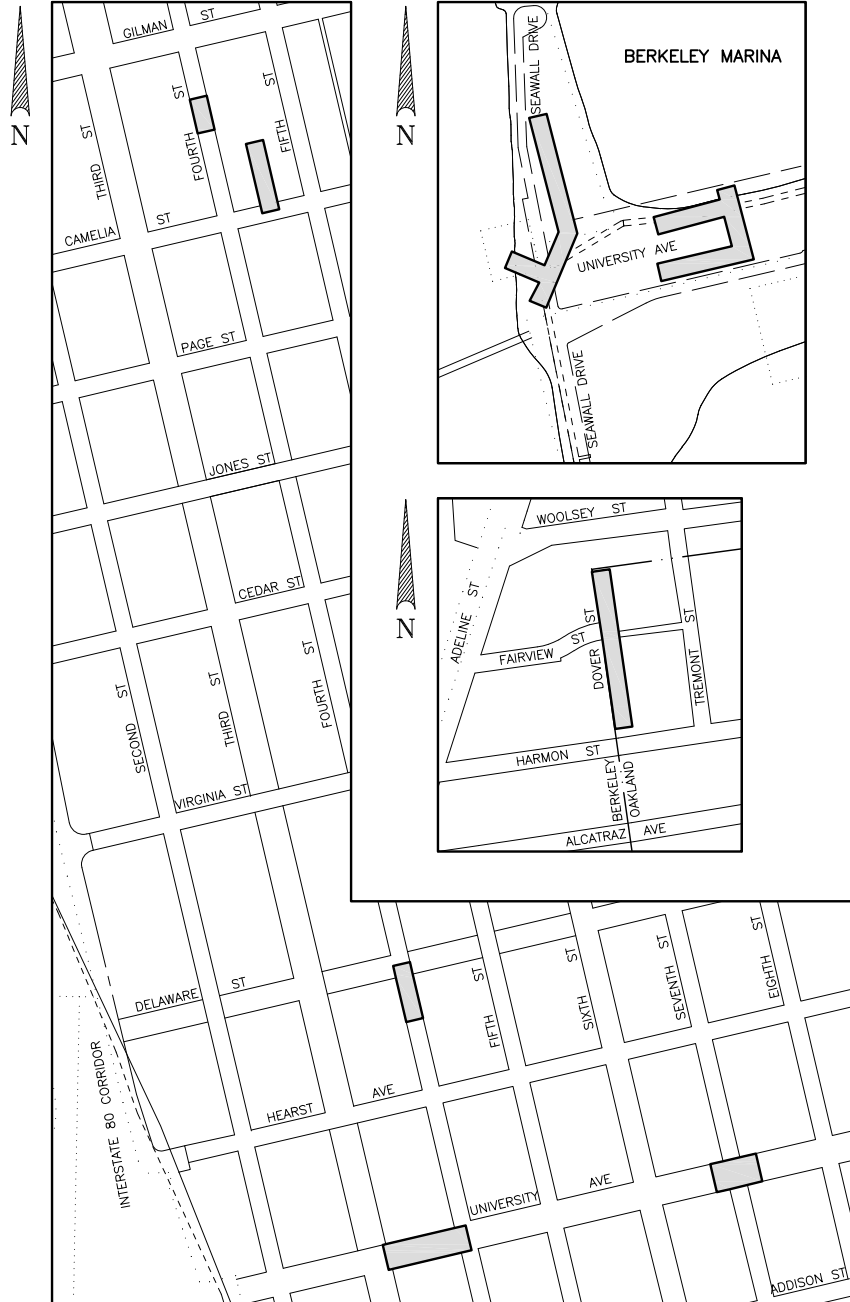 GILMAN ST
THIRD ST
FOURTH ST
FIFTH ST
N
CAMELIA ST
PAGE ST
JONES ST
CEDAR ST
SECOND ST
THIRD ST
FOURTH ST
VIRGINIA ST
DELAWARE ST
FIFTH ST
SIXTH ST
SEVENTH ST
EIGHTH ST
INTERSTATE 80 CORRIDOR
HEARST AVE
UNIVERSITY AVE
ADDISON ST
N
SEAWALL DRIVE
BERKELEY MARINA
UNIVERSITY AVE
SEAWALL DRIVE
N
WOOLSEY ST
ADELINE ST
FAIRVIEW ST
DOVER ST
TREMONT ST
HARMON ST
BERKELEY
OAKLAND
ALCATRAZ AVE